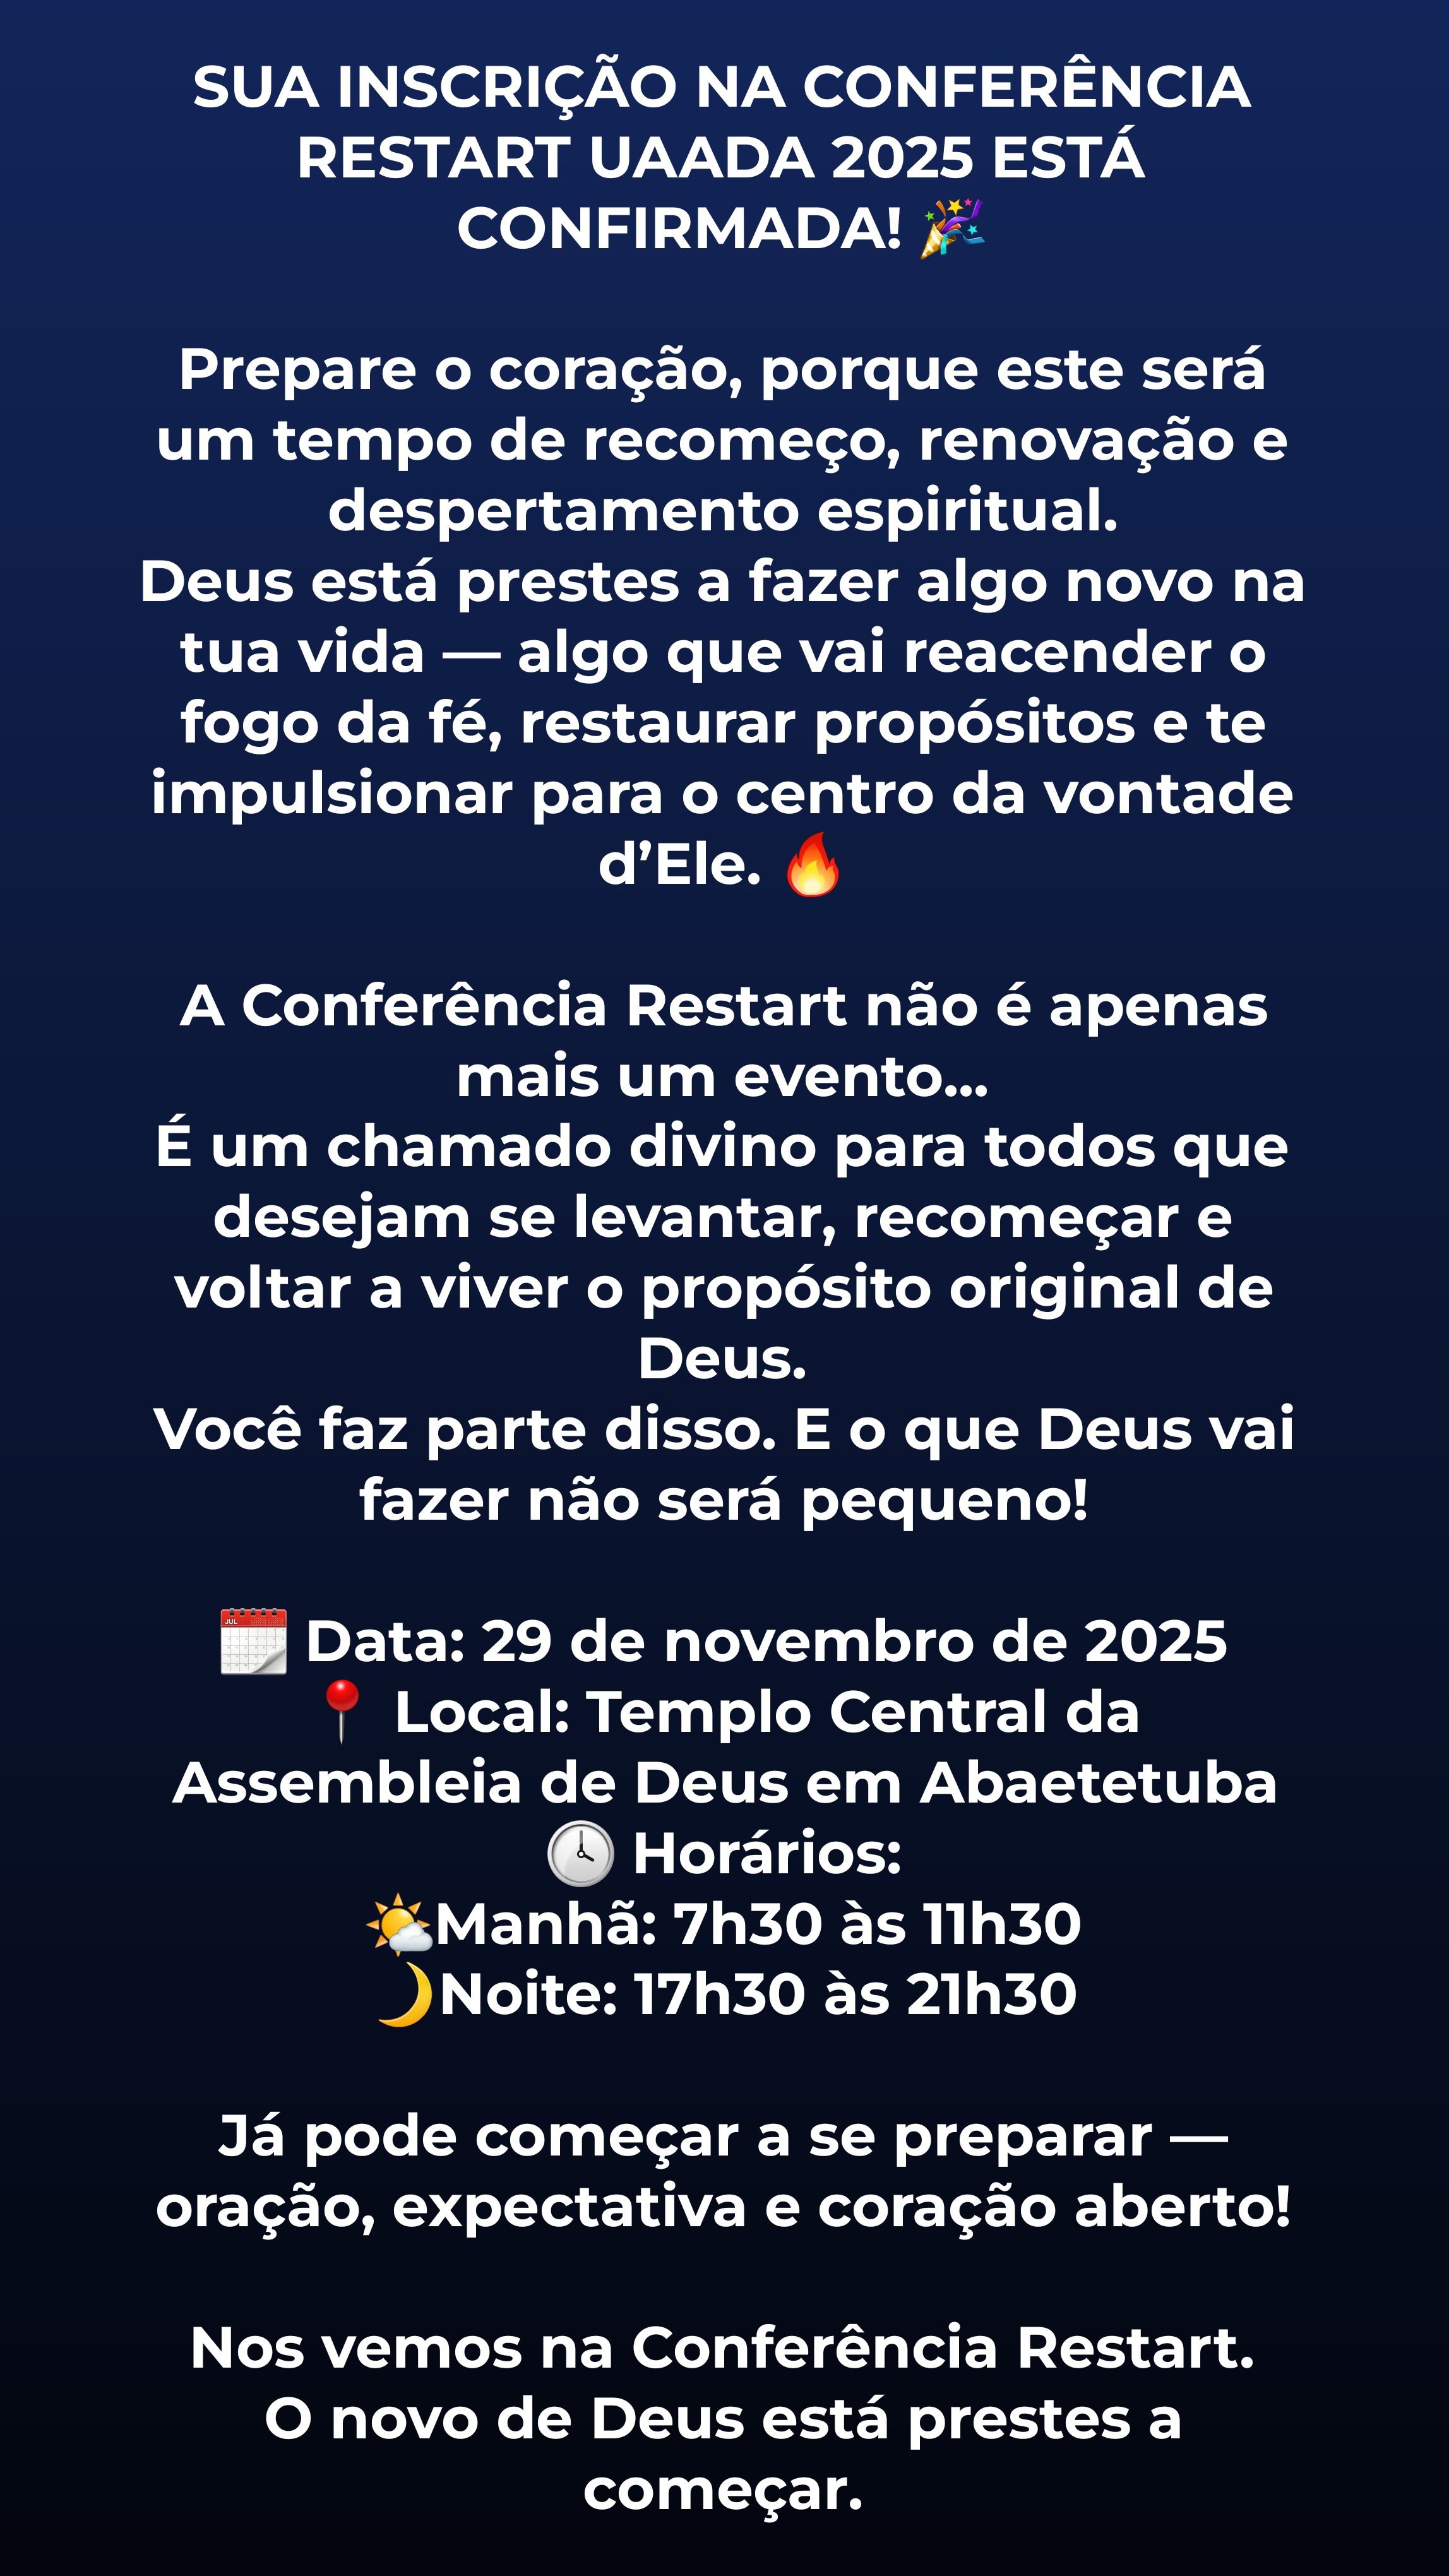 SUA INSCRIÇÃO NA CONFERÊNCIA
RESTART UAADA 2025 ESTÁ
CONFIRMADA! 🎉
Prepare o coração, porque este será
um tempo de recomeço, renovação e
despertamento espiritual.
Deus está prestes a fazer algo novo na
tua vida — algo que vai reacender o
fogo da fé, restaurar propósitos e te
impulsionar para o centro da vontade
d’Ele. 🔥
A Conferência Restart não é apenas
mais um evento...
É um chamado divino para todos que
desejam se levantar, recomeçar e
voltar a viver o propósito original de
Deus.
Você faz parte disso. E o que Deus vai
fazer não será pequeno!
🗓 Data: 29 de novembro de 2025
📍 Local: Templo Central da
Assembleia de Deus em Abaetetuba
🕓 Horários:
🌤Manhã: 7h30 às 11h30
🌙Noite: 17h30 às 21h30
Já pode começar a se preparar —
oração, expectativa e coração aberto!
Nos vemos na Conferência Restart.
O novo de Deus está prestes a
começar.